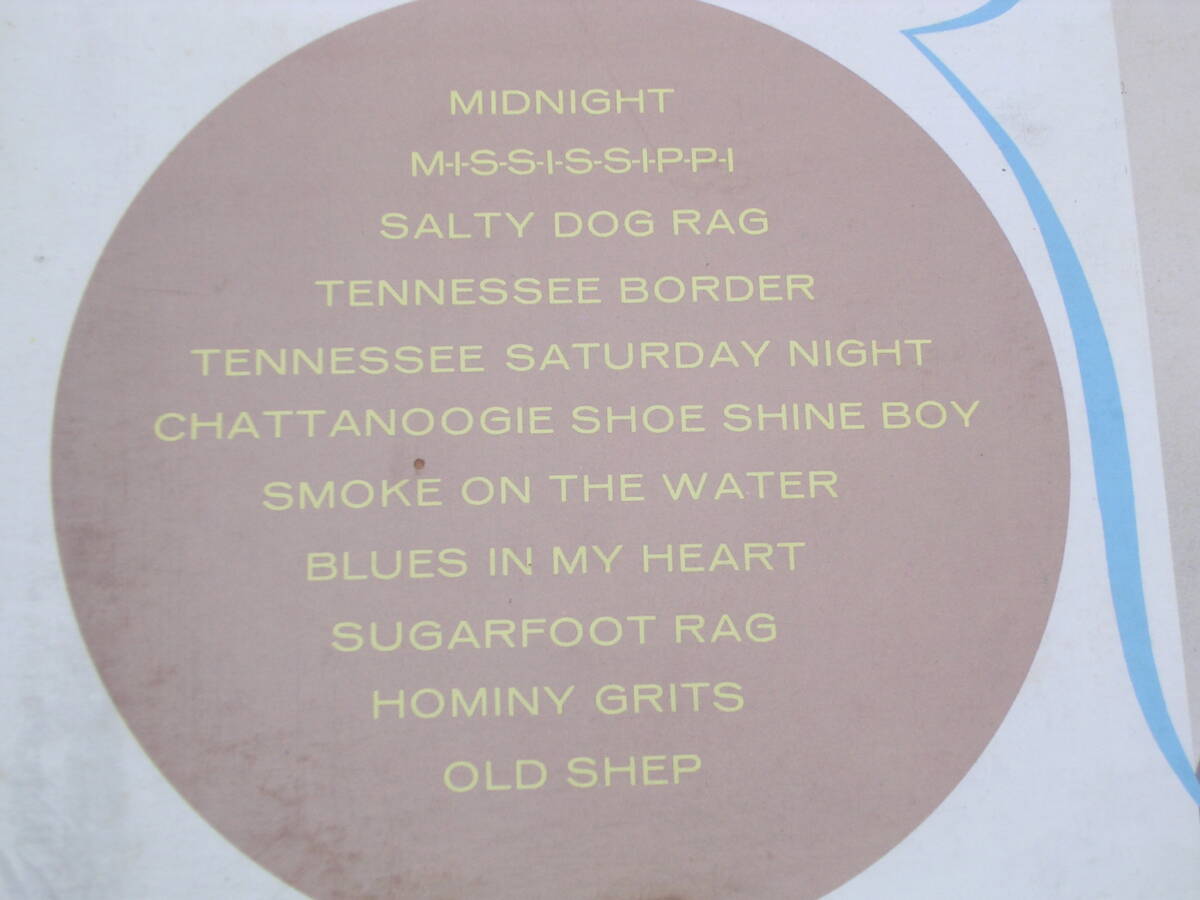 MIDNIGHT
M-I-S-S-I-S-S-I-P-P-I
SALTY DOG RAG
TENNESSEE BORDER
TENNESSEE SATURDAY NIGHT
CHATTANOOGIE SHOE SHINE BOY
SMOKE ON THE WATER
BLUES IN MY HEART
SUGARFOOT RAG
HOMINY GRITS
OLD SHEP